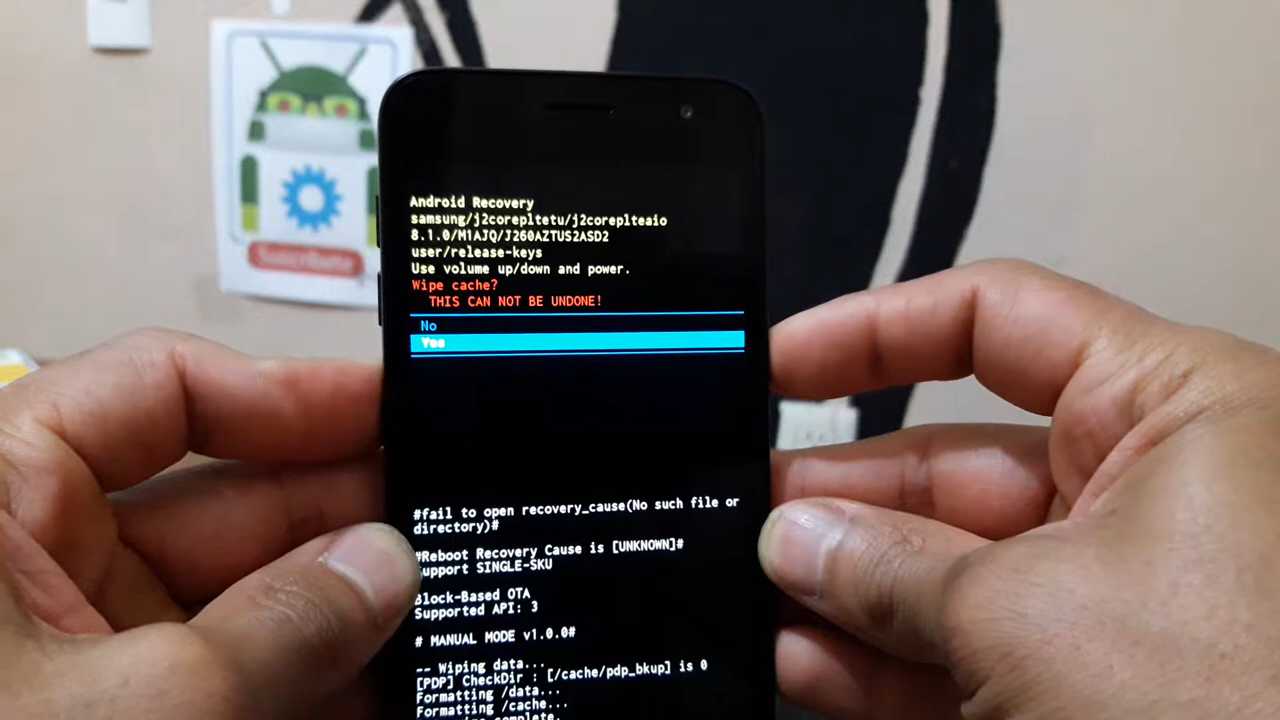 Android Recovery
samsung/j2corepltetu/j2coreplteaio
8.1.0/M1AJQ/J260AZTUS2ASD2
user/release-keys
Use volume up/down and power.
Wipe cache?
THIS CAN NOT BE UNDONE!
No
Yes
#fail to open recovery_cause(No such file or
directory)#
#Reboot Recovery Cause is [UNKNOWN]#
upport SINGLE-SKU
Block-Based OTA
Supported API: 3
# MANUAL MODE v1.0.0#
-- Wiping data...
[PDP] CheckDir : [/cache/pdp_bkup] is 0
Formatting /data...
Formatting /cache...
complete.